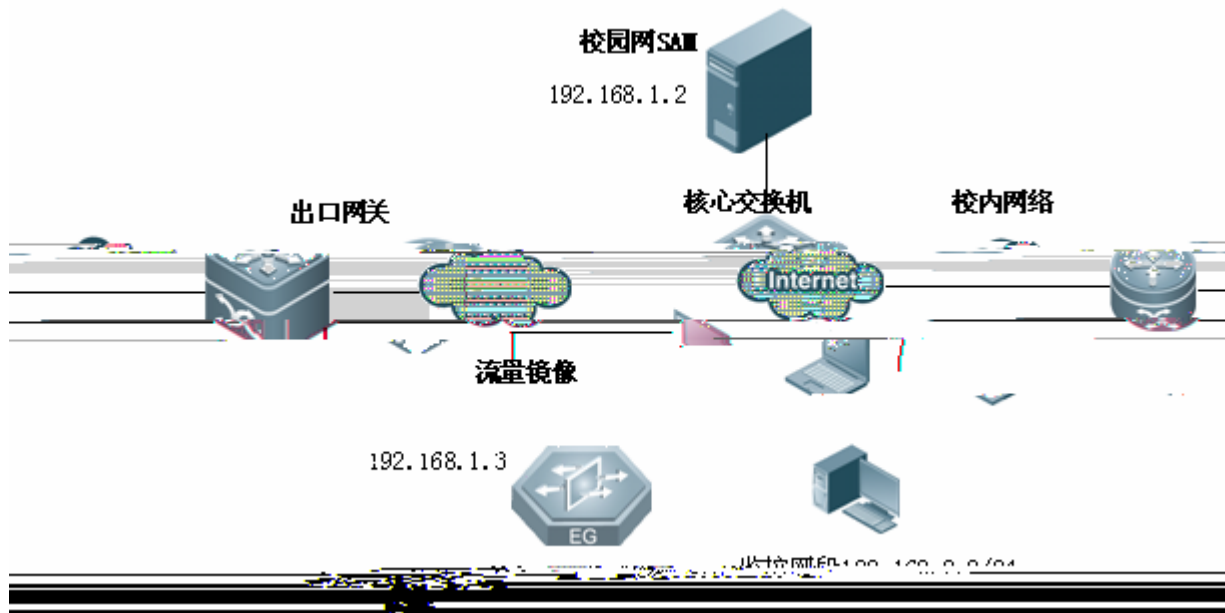 校园网SAM
192.168.1.2
出口网关
核心交换机
校内网络
Internet
流量镜像
192.168.1.3
EG